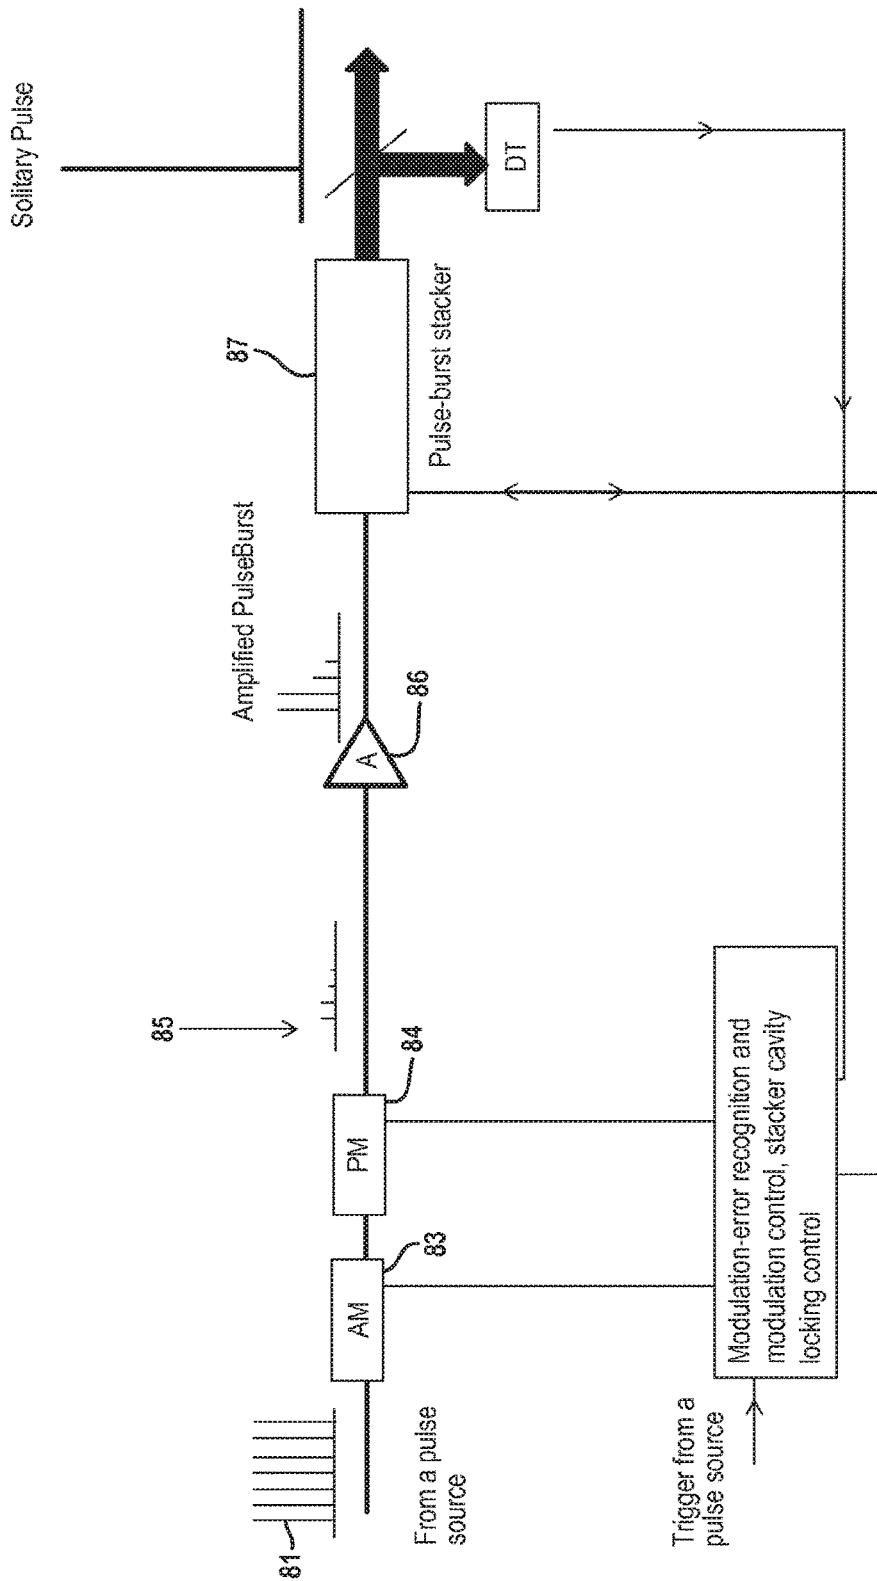 Solitary Pulse
DT
87
Pulse-burst stacker
Amplified PulseBurst
86
A
85
84
PM
83
AM
81
From a pulse
source
Trigger from a
pulse source
Modulation-error recognition and
modulation control, stacker cavity
locking control